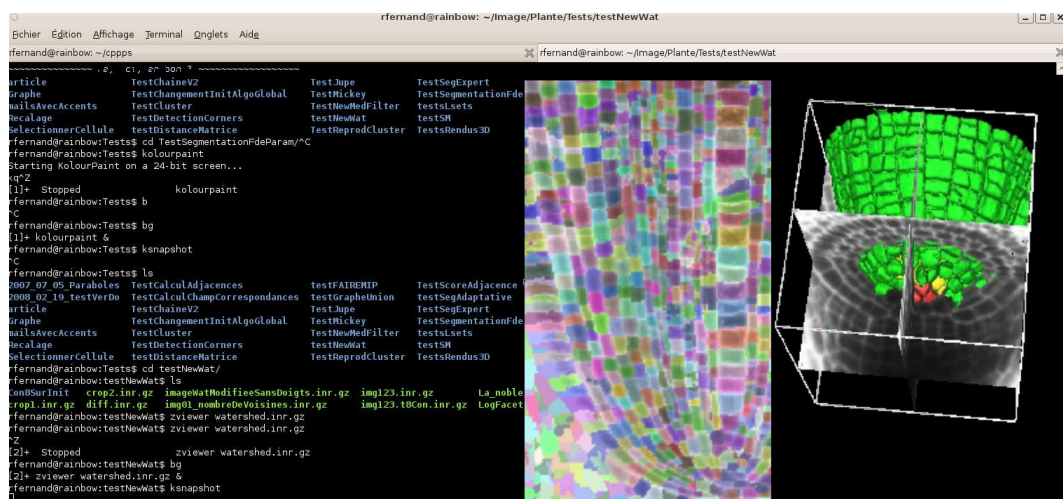 rfernand@rainbow: ~/Image/Plante/Tests/testNewWat
Fichier Édition Affichage Terminal Onglets Aide
rfernand@rainbow: ~/cppps rfernand@rainbow: ~/Image/Plante/Tests/testNewWat
article TestChaineV2 TestJupe TestSegExpert
Graphe TestChangementInitAlgoGlobal TestMickey TestSegmentationFde
mailsAvecAccents TestCluster TestNewMedFilter testsLsets
Recalage TestDetectionCorners testNewWat testSM
SelectionnerCellule testDistanceMatrice TestReprodCluster TestsRendus3D
rfernand@rainbow:Tests$ cd TestSegmentationFdeParam/^C
rfernand@rainbow:Tests$ kolourpaint
Starting KolourPaint on a 24-bit screen...
kq^Z
[1]+ Stopped kolourpaint
rfernand@rainbow:Tests$ b
^C
rfernand@rainbow:Tests$ bg
[1]+ kolourpaint &
rfernand@rainbow:Tests$ ksnapshot
^C
rfernand@rainbow:Tests$ ls
2007_07_05_Paraboles TestCalculAdjacences testFAIREMIP TestScoreAdjacence
2008_02_19_testVerDo TestCalculChampCorrespondances testGrapheUnion TestSegAdaptative
article TestChaineV2 TestJupe TestSegExpert
Graphe TestChangementInitAlgoGlobal TestMickey TestSegmentationFde
mailsAvecAccents TestCluster TestNewMedFilter testsLsets
Recalage TestDetectionCorners testNewWat testSM
SelectionnerCellule testDistanceMatrice TestReprodCluster TestsRendus3D
rfernand@rainbow:Tests$ cd testNewWat/
rfernand@rainbow:testNewWat$ ls
Con8SurInit crop2.inr.gz imageWatModifieeSansDoigts.inr.gz img123.inr.gz La_noble
crop1.inr.gz diff.inr.gz img01_nombreDeVoisines.inr.gz img123.t8Con.inr.gz LogFacet
rfernand@rainbow:testNewWat$ zviewer watershed.inr.gz
rfernand@rainbow:testNewWat$ zviewer watershed.inr.gz
^Z
[2]+ Stopped zviewer watershed.inr.gz
rfernand@rainbow:testNewWat$ bg
[2]+ zviewer watershed.inr.gz &
rfernand@rainbow:testNewWat$ ksnapshot